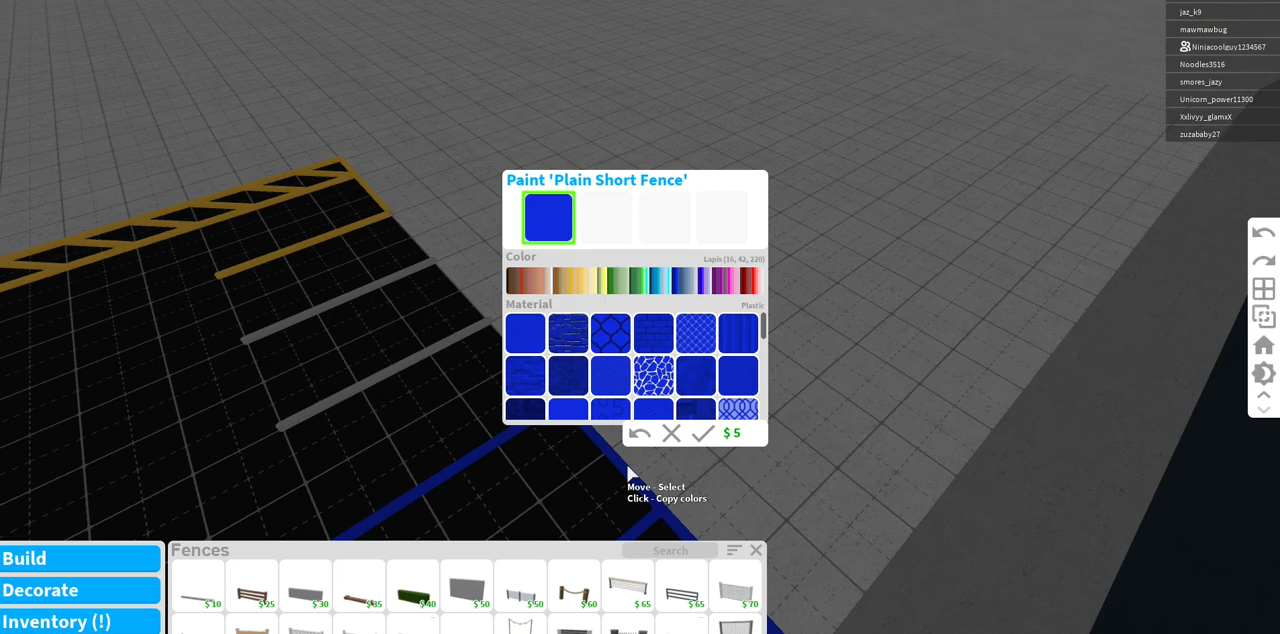 jaz_k9
mawmawbug
Ninjacoolguy1234567
Noodles3516
smores_jazy
Unicorn_power11300
Xxlivyy_glamxX
zuzababy27
Paint 'Plain Short Fence'
Color
Lapis (16, 42, 220)
Material
Plastic
$ 5
Move - Select
Click - Copy colors
Build
Decorate
Inventory (!)
Fences
Search
$ 10
$ 25
$ 30
$ 35
$ 40
$ 50
$ 50
$ 60
$ 65
$ 65
$ 70